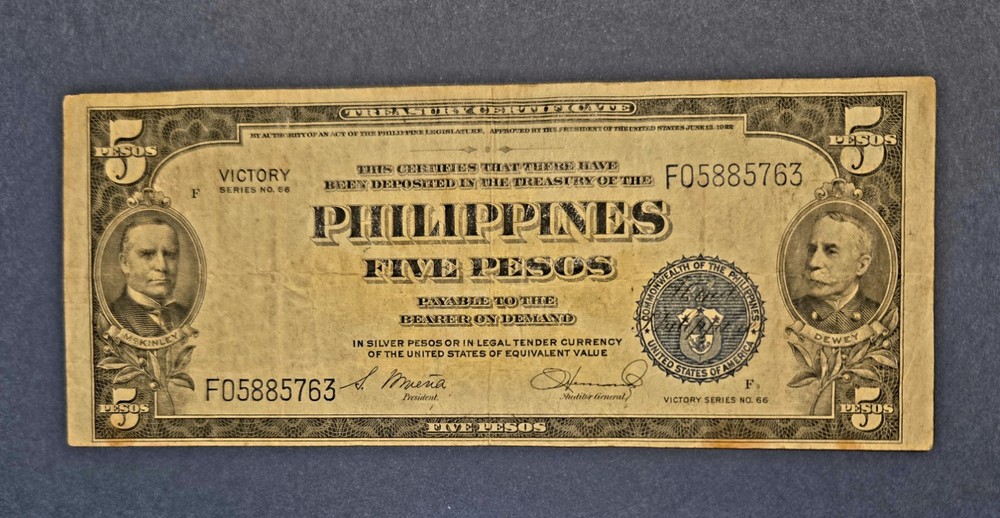 TREASURY CERTIFICATE
BY AUTHORITY OF AN ACT OF THE PHILIPPINE LEGISLATURE, APPROVED BY THE PRESIDENT OF THE UNITED STATES JUNE 13, 1922
5
PESOS
5
PESOS
THIS CERTIFIES THAT THERE HAVE
BEEN DEPOSITED IN THE TREASURY OF THE
VICTORY
SERIES NO. 66
F
F05885763
PHILIPPINES
FIVE PESOS
PAYABLE TO THE
BEARER ON DEMAND
IN SILVER PESOS OR IN LEGAL TENDER CURRENCY
OF THE UNITED STATES OF EQUIVALENT VALUE
McKINLEY
DEWEY
COMMONWEALTH OF THE PHILIPPINES
UNITED STATES OF AMERICA
F05885763
S. Osmeña
President.
Auditor General.
F
VICTORY SERIES NO. 66
5
PESOS
5
PESOS
FIVE PESOS